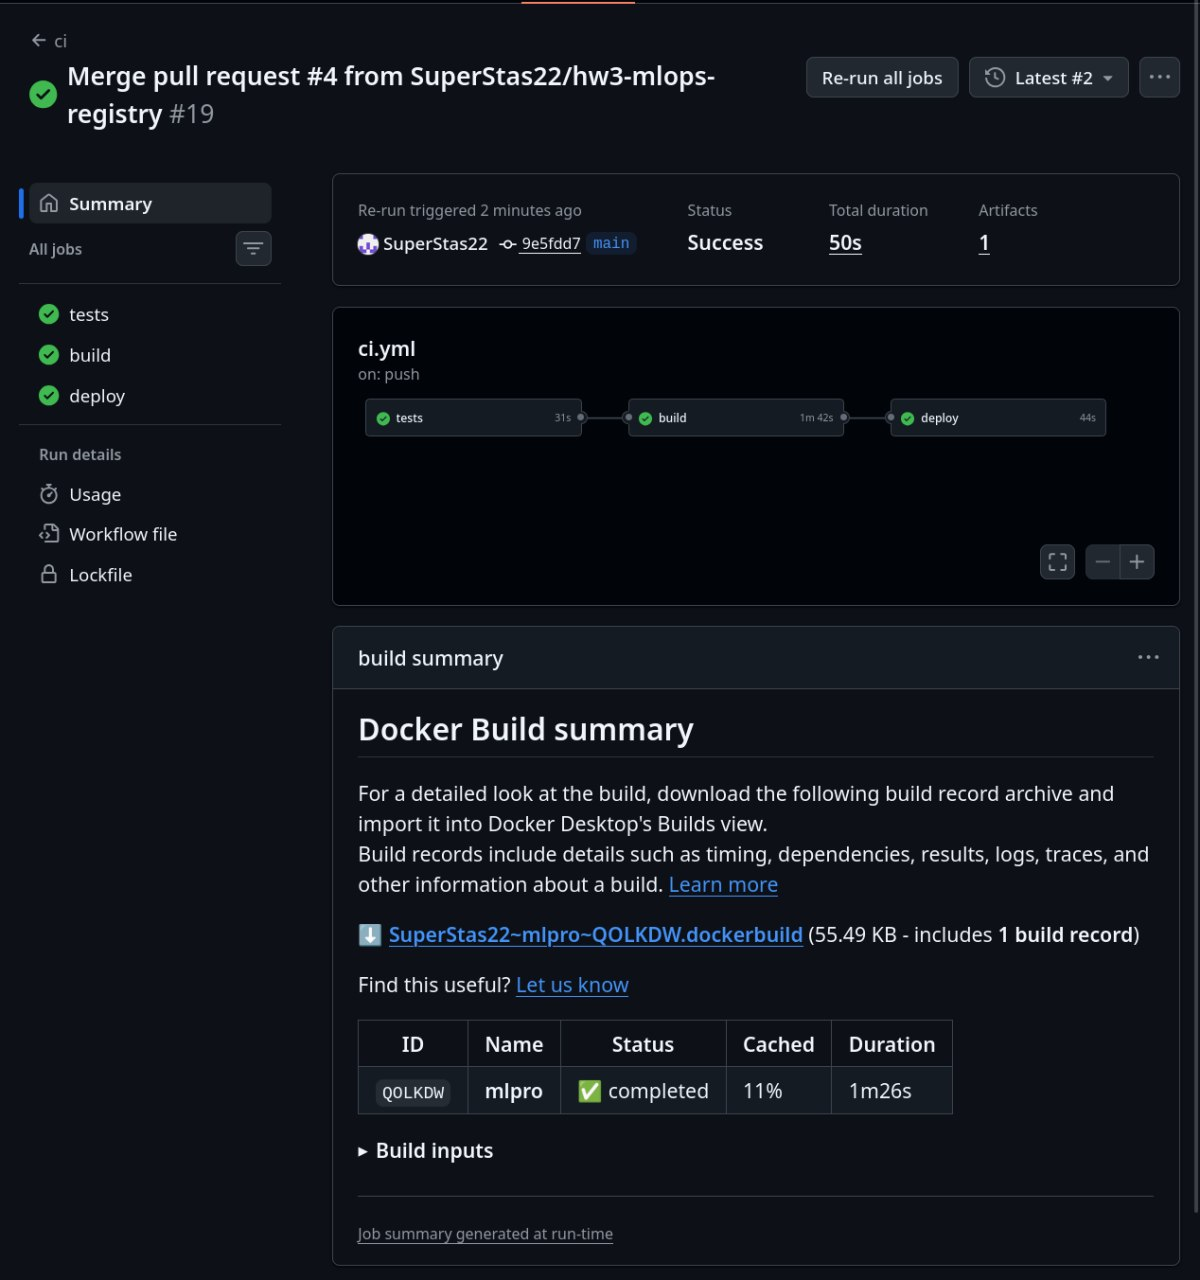 ci
Merge pull request #4 from SuperStas22/hw3-mlops-
registry #19
Re-run all jobs
Latest #2
Summary
All jobs
tests
build
deploy
Run details
Usage
Workflow file
Lockfile
Re-run triggered 2 minutes ago
SuperStas22 9e5fdd7 main
Status
Success
Total duration
50s
Artifacts
1
ci.yml
on: push
tests 31s
build 1m 42s
deploy 44s
build summary
Docker Build summary
For a detailed look at the build, download the following build record archive and
import it into Docker Desktop's Builds view.
Build records include details such as timing, dependencies, results, logs, traces, and
other information about a build. Learn more
⬇️ SuperStas22~mlpro~QOLKDW.dockerbuild (55.49 KB - includes 1 build record)
Find this useful? Let us know
ID Name Status Cached Duration
QOLKDW mlpro ✅ completed 11% 1m26s
Build inputs
Job summary generated at run-time